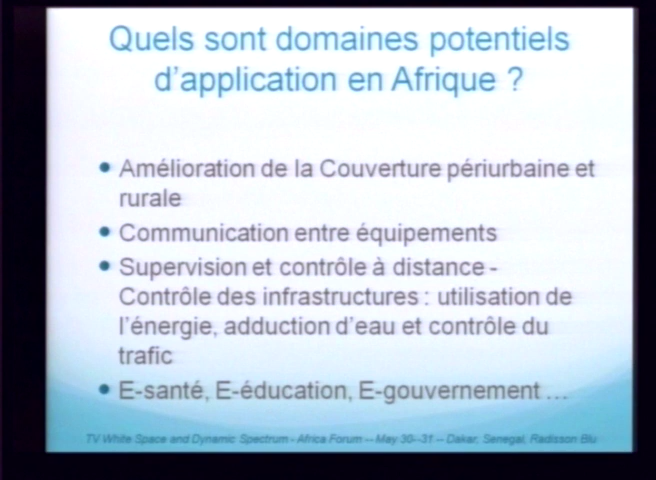 Quels sont domaines potentiels
d'application en Afrique ?
• Amélioration de la Couverture périurbaine et
rurale
• Communication entre équipements
• Supervision et contrôle à distance -
Contrôle des infrastructures : utilisation de
l'énergie, adduction d'eau et contrôle du
trafic
• E-santé, E-éducation, E-gouvernement ...
TV White Space and Dynamic Spectrum - Africa Forum -- May 30--31 -- Dakar, Senegal, Radisson Blu